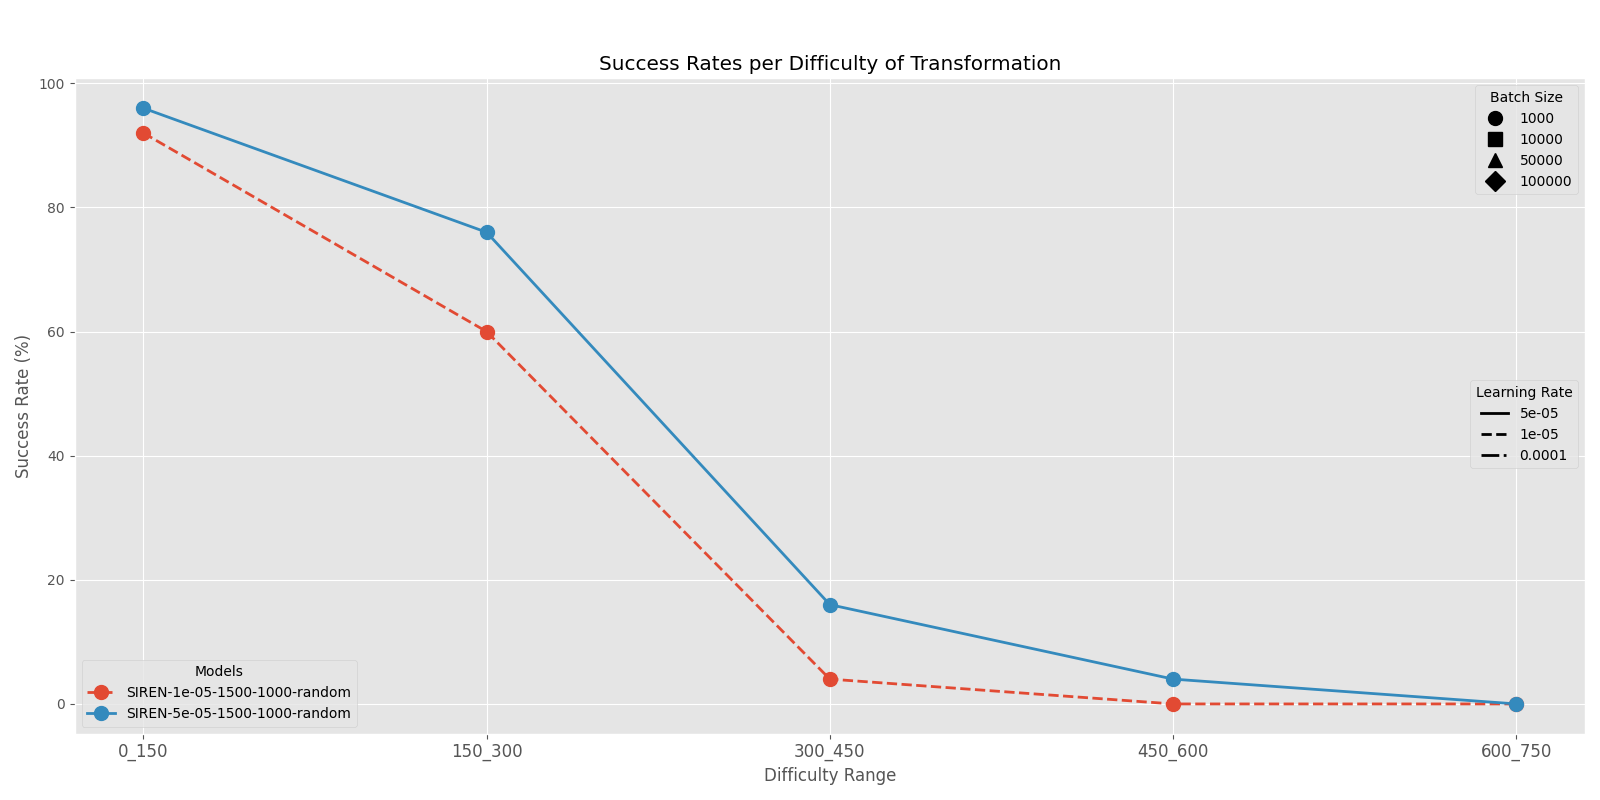 Success Rates per Difficulty of Transformation
Success Rate (%)
100
80
60
40
20
0
Batch Size
1000
10000
50000
100000
Learning Rate
5e-05
1e-05
0.0001
Models
SIREN-1e-05-1500-1000-random
SIREN-5e-05-1500-1000-random
0_150 150_300 300_450 450_600 600_750
Difficulty Range